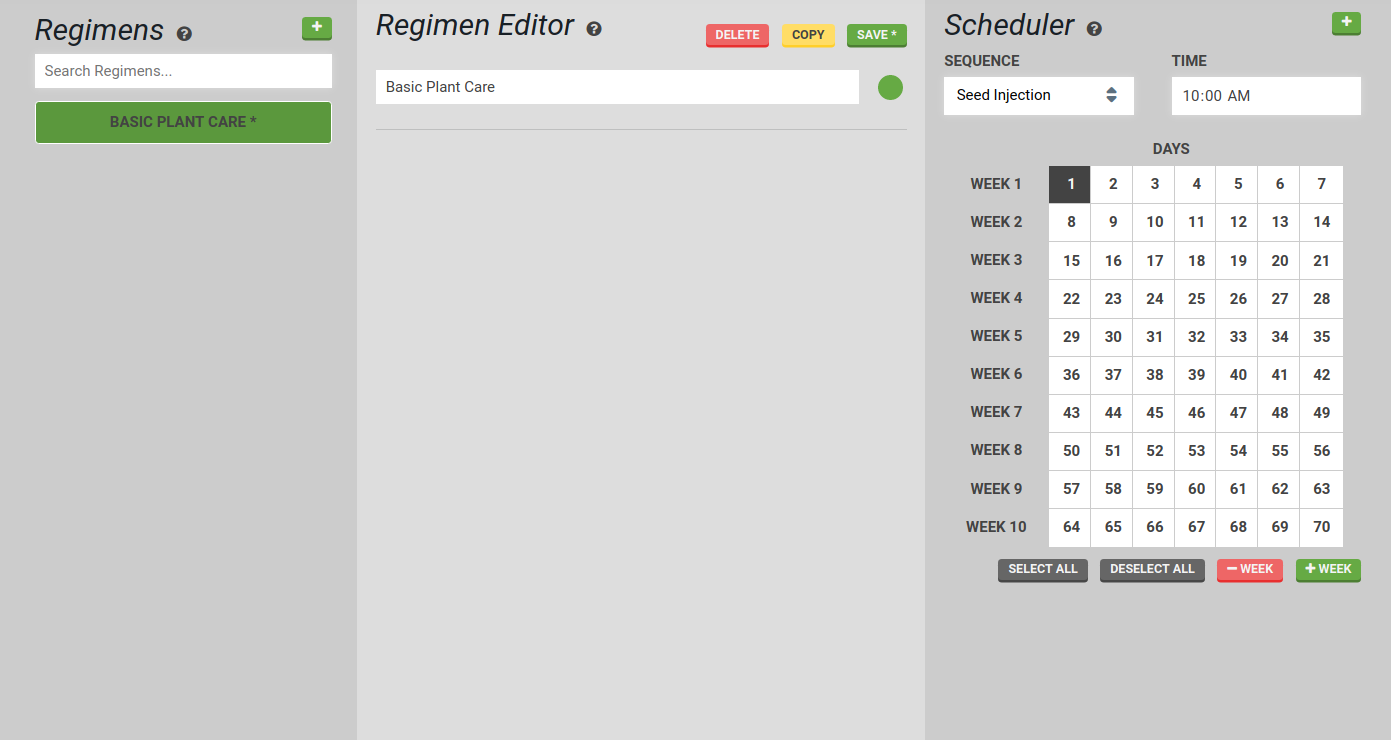 Regimens
Search Regimens...
BASIC PLANT CARE *
Regimen Editor
DELETE COPY SAVE *
Basic Plant Care
Scheduler
SEQUENCE TIME
Seed Injection 10:00 AM
DAYS
WEEK 1 1 2 3 4 5 6 7
WEEK 2 8 9 10 11 12 13 14
WEEK 3 15 16 17 18 19 20 21
WEEK 4 22 23 24 25 26 27 28
WEEK 5 29 30 31 32 33 34 35
WEEK 6 36 37 38 39 40 41 42
WEEK 7 43 44 45 46 47 48 49
WEEK 8 50 51 52 53 54 55 56
WEEK 9 57 58 59 60 61 62 63
WEEK 10 64 65 66 67 68 69 70
SELECT ALL DESELECT ALL − WEEK + WEEK